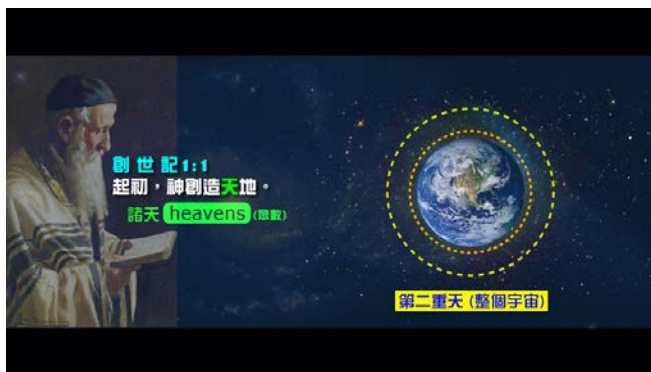 創世記1:1
起初，神創造天地。
諸天 heavens (眾數)
第二重天 (整個宇宙)